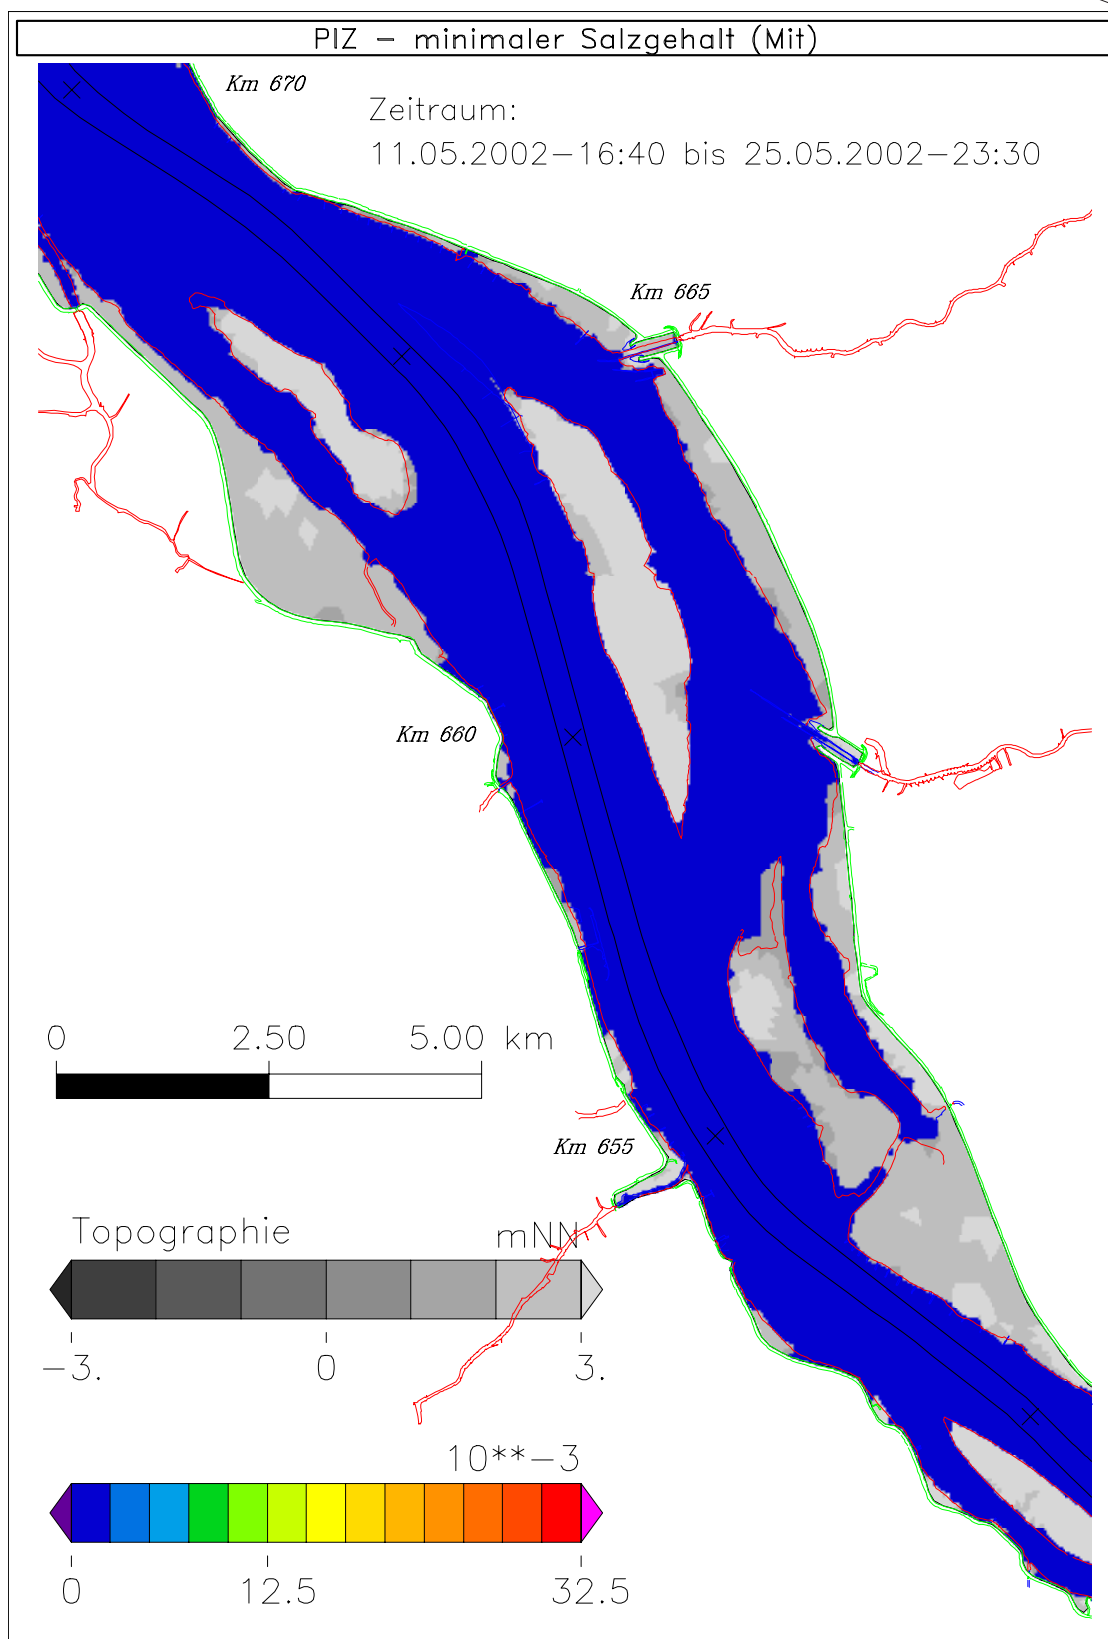 PIZ - minimaler Salzgehalt (Mit)
Km 670
Zeitraum:
11.05.2002-16:40 bis 25.05.2002-23:30
Km 665
Km 660
0 2.50 5.00 km
Km 655
Topographie mNN
-3. 0 3.
10**-3
0 12.5 32.5